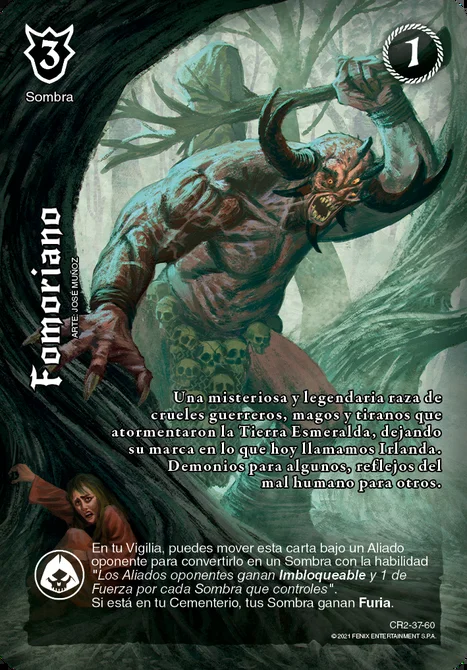 3
1
Sombra
Fomoriano
ARTE: JOSÉ MUÑOZ
Una misteriosa y legendaria raza de
crueles guerreros, magos y tiranos que
atormentaron la Tierra Esmeralda, dejando
su marca en lo que hoy llamamos Irlanda.
Demonios para algunos, reflejos del
mal humano para otros.
En tu Vigilia, puedes mover esta carta bajo un Aliado
oponente para convertirlo en un Sombra con la habilidad
"Los Aliados oponentes ganan Imbloqueable y 1 de
Fuerza por cada Sombra que controles".
Si está en tu Cementerio, tus Sombra ganan Furia.
CR2-37-60
©2021 FENIX ENTERTAINMENT S.P.A.